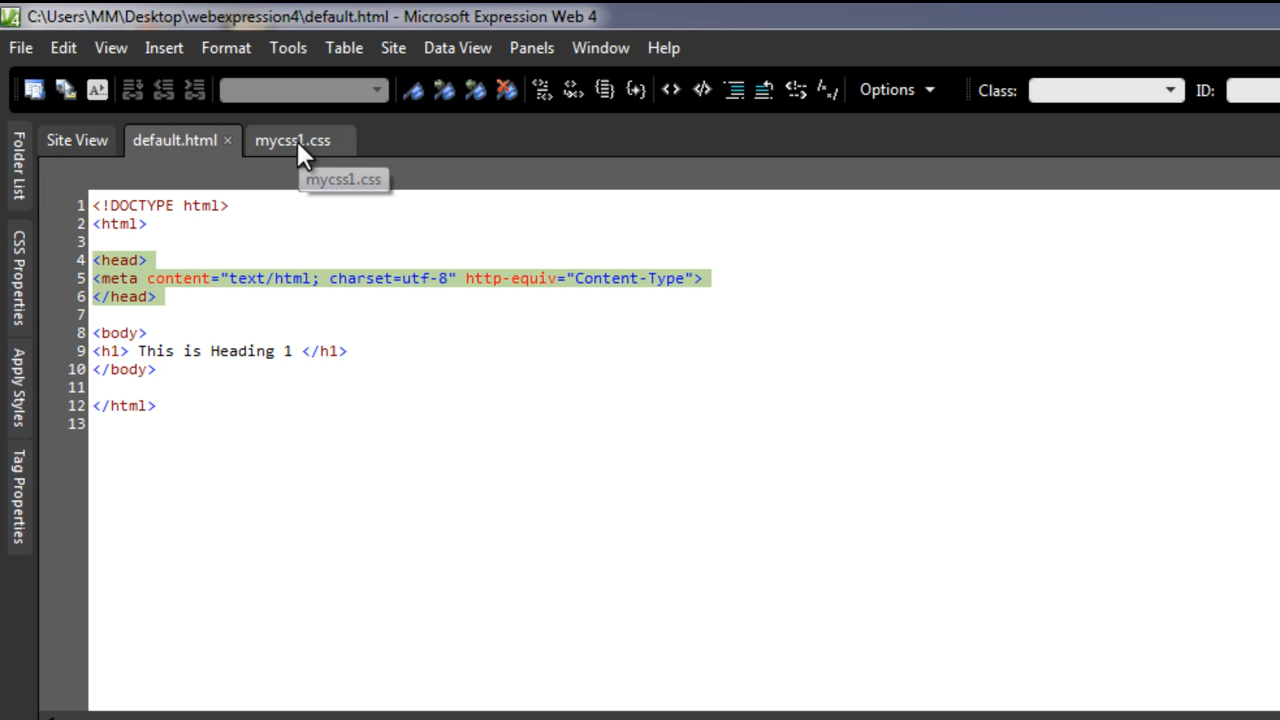 C:\Users\MM\Desktop\webexpression4\default.html - Microsoft Expression Web 4
File Edit View Insert Format Tools Table Site Data View Panels Window Help
Options Class: ID:
Site View default.html × mycss1.css
mycss1.css
Folder List
CSS Properties
Apply Styles
Tag Properties
1 <!DOCTYPE html>
2 <html>
3
4 <head>
5 <meta content="text/html; charset=utf-8" http-equiv="Content-Type">
6 </head>
7
8 <body>
9 <h1> This is Heading 1 </h1>
10 </body>
11
12 </html>
13